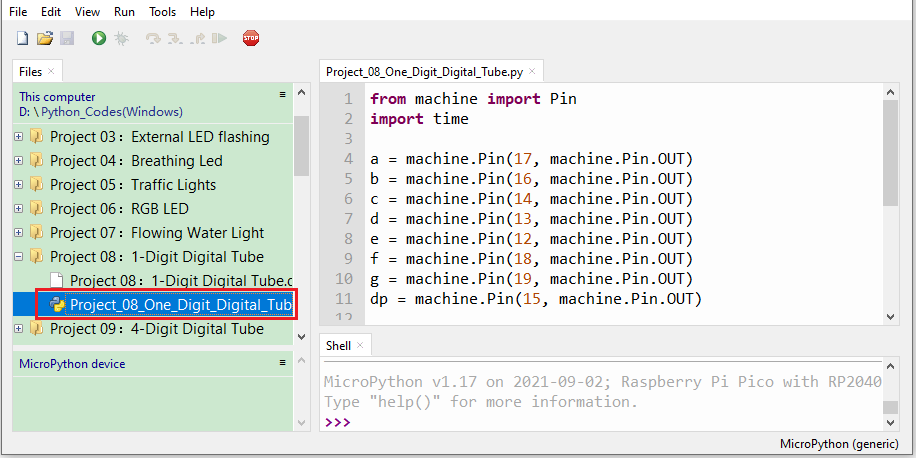 File Edit View Run Tools Help
STOP
Files ×
This computer
D: \ Python_Codes(Windows)
Project 03：External LED flashing
Project 04：Breathing Led
Project 05：Traffic Lights
Project 06：RGB LED
Project 07：Flowing Water Light
Project 08：1-Digit Digital Tube
Project 08：1-Digit Digital Tube.c
Project_08_One_Digit_Digital_Tub
Project 09：4-Digit Digital Tube
MicroPython device
Project_08_One_Digit_Digital_Tube.py ×
1 from machine import Pin
2 import time
3
4 a = machine.Pin(17, machine.Pin.OUT)
5 b = machine.Pin(16, machine.Pin.OUT)
6 c = machine.Pin(14, machine.Pin.OUT)
7 d = machine.Pin(13, machine.Pin.OUT)
8 e = machine.Pin(12, machine.Pin.OUT)
9 f = machine.Pin(18, machine.Pin.OUT)
10 g = machine.Pin(19, machine.Pin.OUT)
11 dp = machine.Pin(15, machine.Pin.OUT)
12
Shell ×
MicroPython v1.17 on 2021-09-02; Raspberry Pi Pico with RP2040
Type "help()" for more information.
>>>
MicroPython (generic)